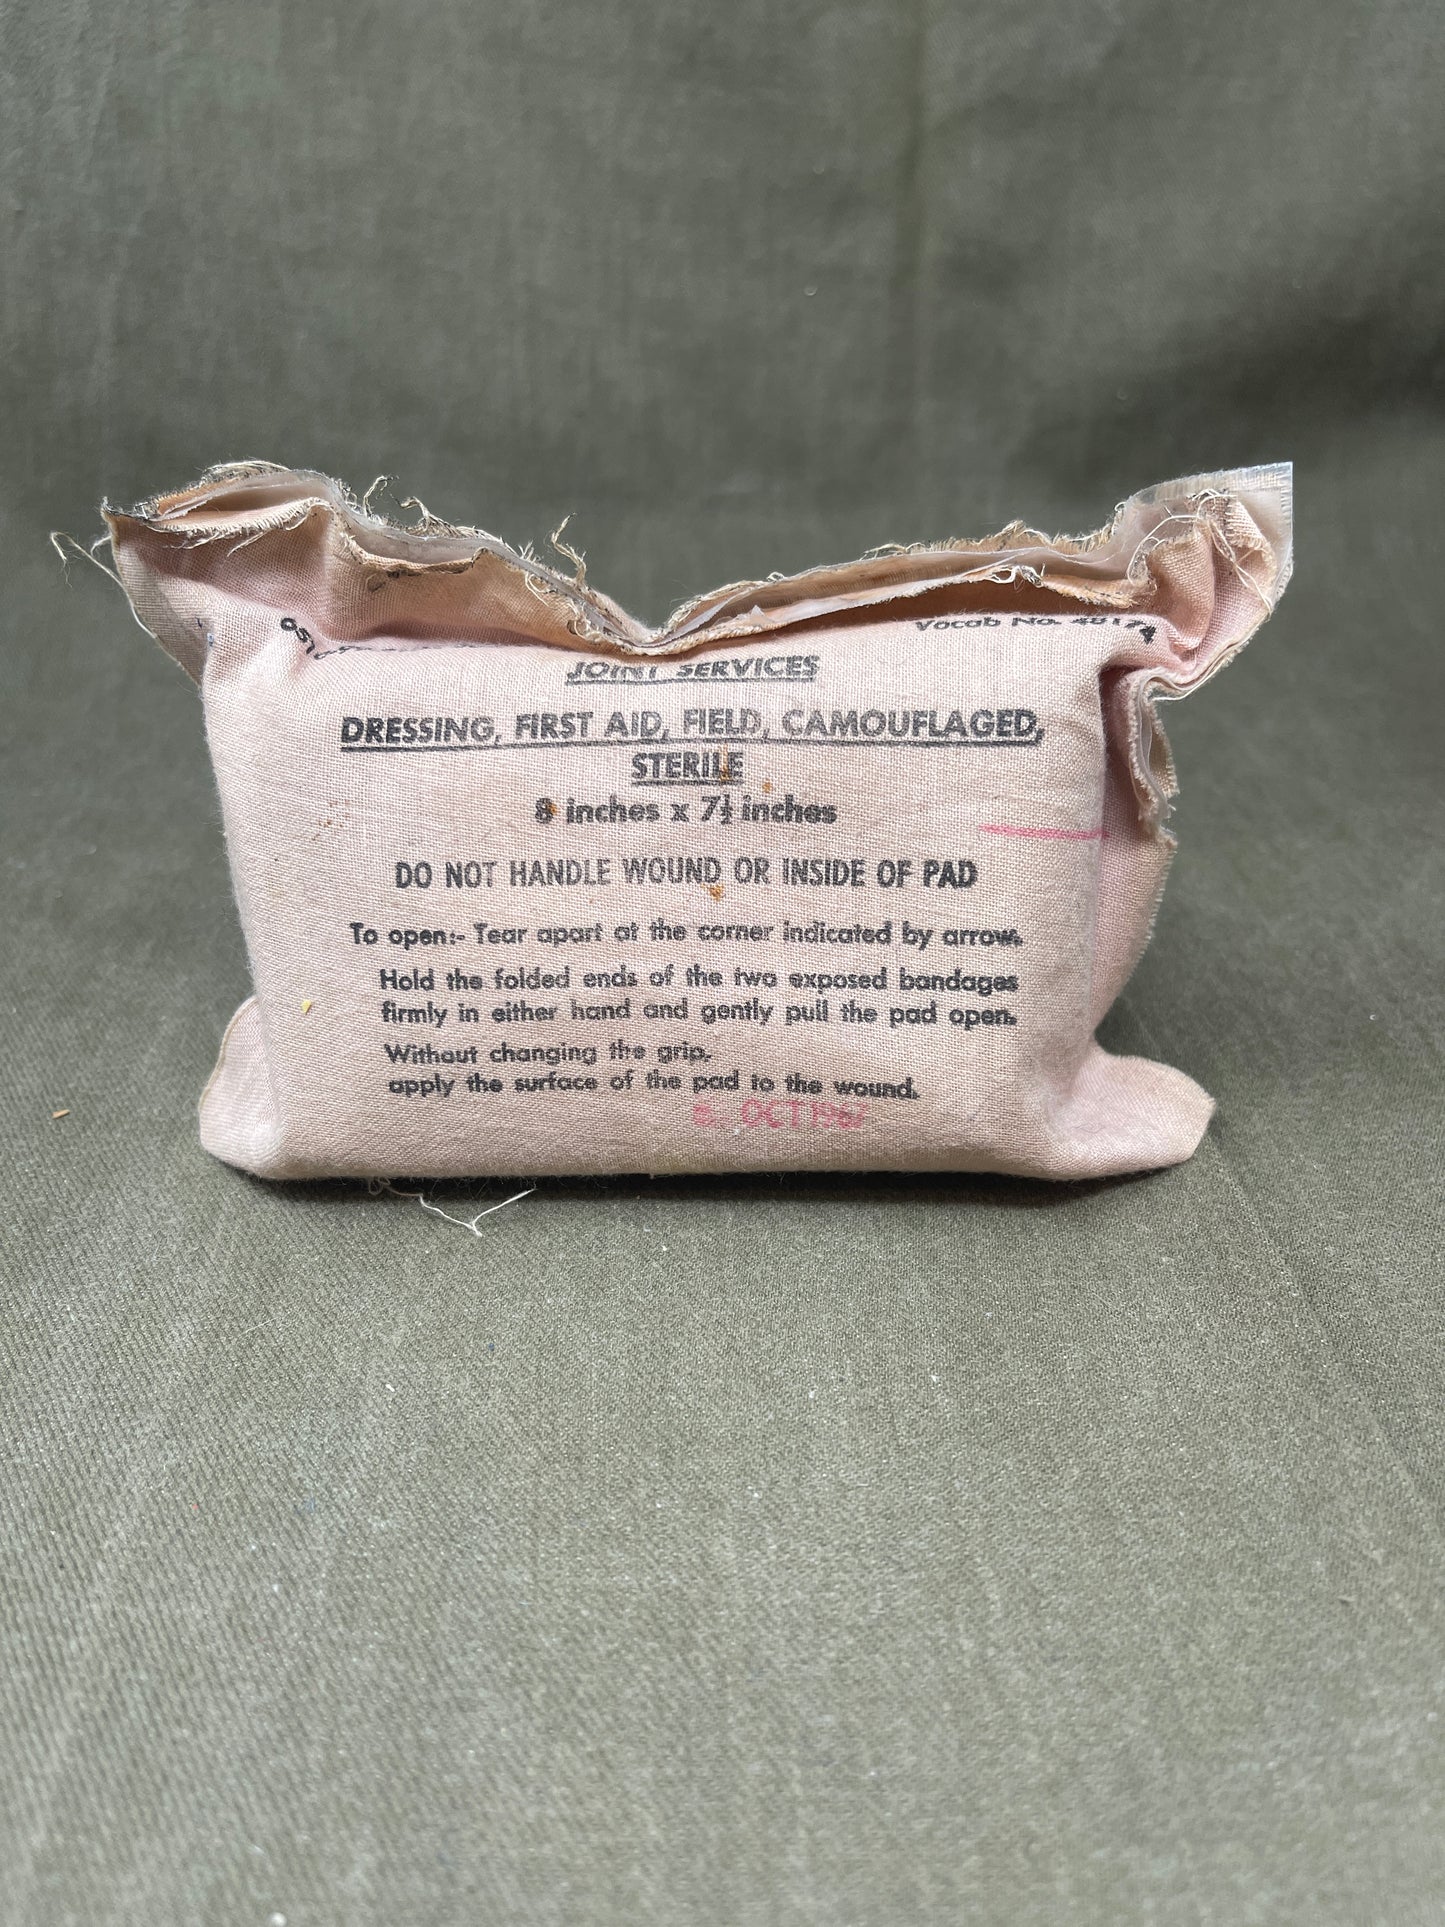 Vocab No. 40174
JOINT SERVICES
DRESSING, FIRST AID, FIELD, CAMOUFLAGED,
STERILE
8 inches x 7½ inches
DO NOT HANDLE WOUND OR INSIDE OF PAD
To open:- Tear apart at the corner indicated by arrow.
Hold the folded ends of the two exposed bandages
firmly in either hand and gently pull the pad open.
Without changing the grip.
apply the surface of the pad to the wound.
OCT 1967